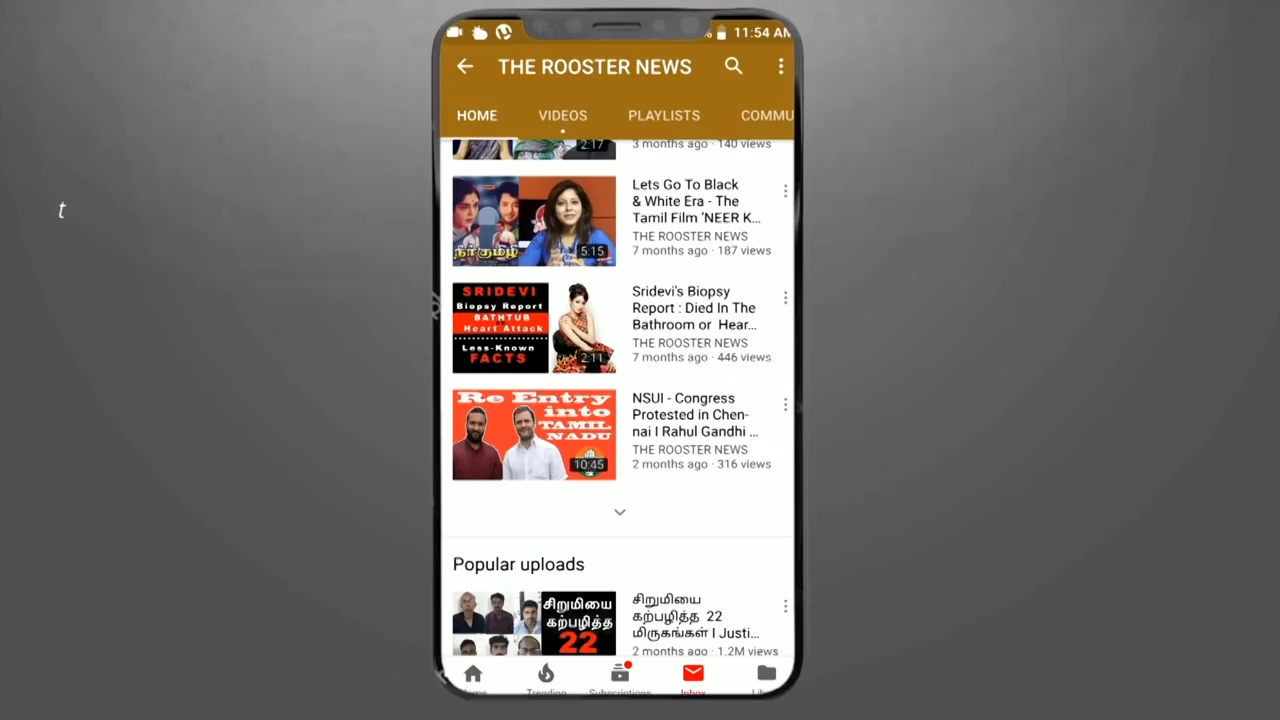 11:54 AM
THE ROOSTER NEWS
HOME VIDEOS PLAYLISTS COMMU
t
2:17
3 months ago · 140 views
நீர்குமிழி
5:15
Lets Go To Black
& White Era - The
Tamil Film 'NEER K...
THE ROOSTER NEWS
7 months ago · 187 views
SRIDEVI
Biopsy Report
BATHTUB
Heart Attack
Less-Known
FACTS
2:11
Sridevi's Biopsy
Report : Died In The
Bathroom or Hear...
THE ROOSTER NEWS
7 months ago · 446 views
Re Entry
into
TAMIL
NADU
10:45
NSUI - Congress
Protested in Chen-
nai I Rahul Gandhi ...
THE ROOSTER NEWS
2 months ago · 316 views
Popular uploads
சிறுமியை
கற்பழித்த
22
சிறுமியை
கற்பழித்த 22
மிருகங்கள் I Justi...
2 months ago · 1.2M views
Trending Subscriptions Inbox